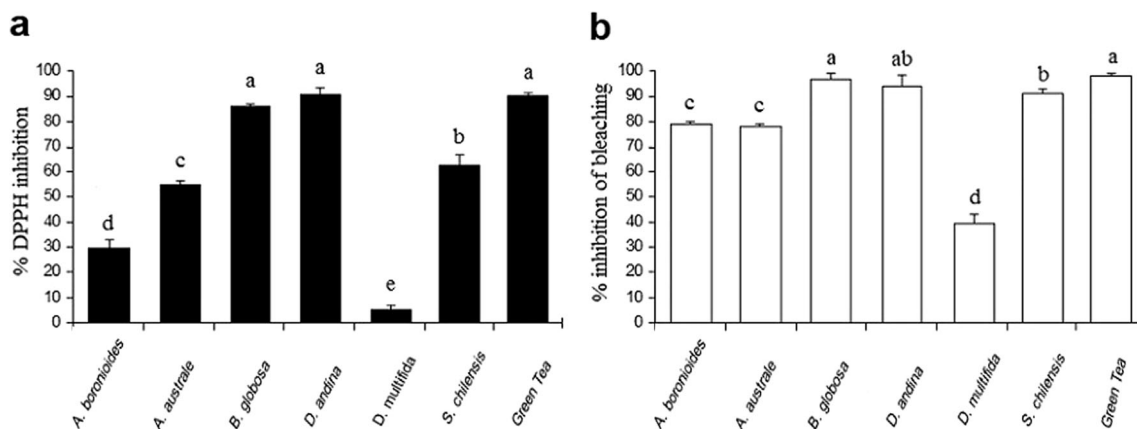 a
% DPPH inhibition
100
90
80
70
60
50
40
30
20
10
0
d
c
a
a
e
b
a
A. boronioides
A. australe
B. globosa
D. andina
D. multifida
S. chilensis
Green Tea
b
% inhibition of bleaching
100
90
80
70
60
50
40
30
20
10
0
c
c
a
ab
d
b
a
A. boronioides
A. australe
B. globosa
D. andina
D. multifida
S. chilensis
Green Tea